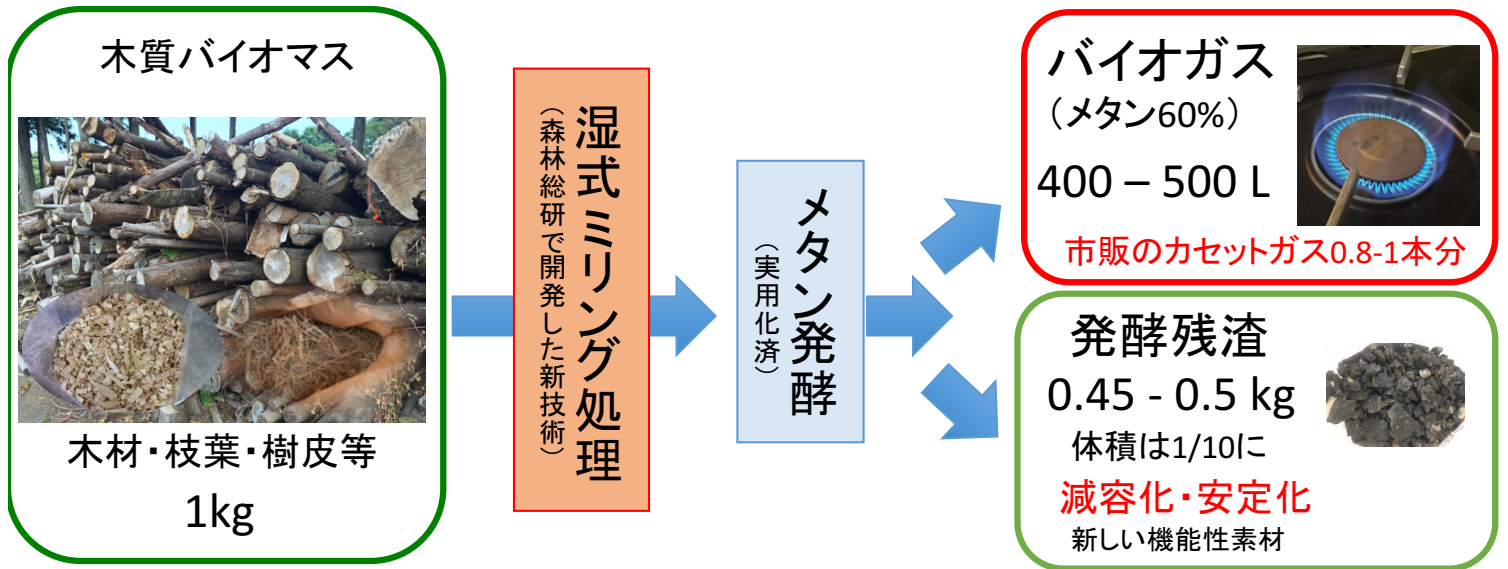 木質バイオマス
木材・枝葉・樹皮等
1kg
湿式ミリング処理
（森林総研で開発した新技術）
メタン発酵
（実用化済）
バイオガス
（メタン60%）
400 – 500 L
市販のカセットガス0.8-1本分
発酵残渣
0.45 - 0.5 kg
体積は1/10に
減容化・安定化
新しい機能性素材